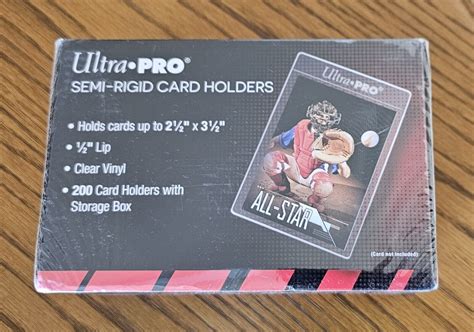 Ultra•PRO®
SEMI-RIGID CARD HOLDERS
• Holds cards up to 2½" x 3½"
• ½" Lip
• Clear Vinyl
• 200 Card Holders with
Storage Box
Ultra•PRO®
ALL-STAR
(Card not included)